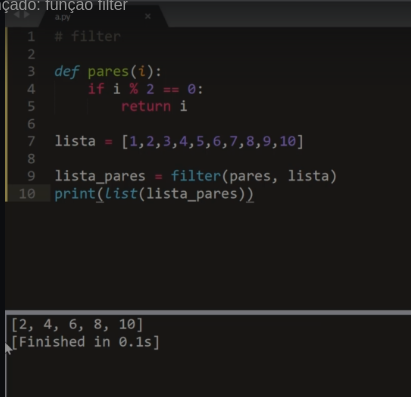 nçado: função filter
a.py ×
1 # filter
2
3 def pares(i):
4     if i % 2 == 0:
5         return i
6
7 lista = [1,2,3,4,5,6,7,8,9,10]
8
9 lista_pares = filter(pares, lista)
10 print(list(lista_pares))
[2, 4, 6, 8, 10]
[Finished in 0.1s]